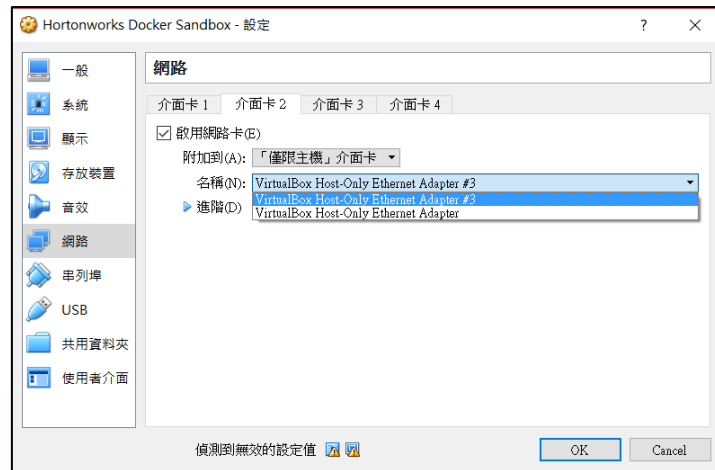 Hortonworks Docker Sandbox - 設定
?
一般
系統
顯示
存放裝置
音效
網路
串列埠
USB
共用資料夾
使用者介面
網路
介面卡 1 介面卡 2 介面卡 3 介面卡 4
啟用網路卡(E)
附加到(A): 「僅限主機」介面卡
名稱(N): VirtualBox Host-Only Ethernet Adapter #3
VirtualBox Host-Only Ethernet Adapter #3
VirtualBox Host-Only Ethernet Adapter
進階(D)
偵測到無效的設定值
OK Cancel